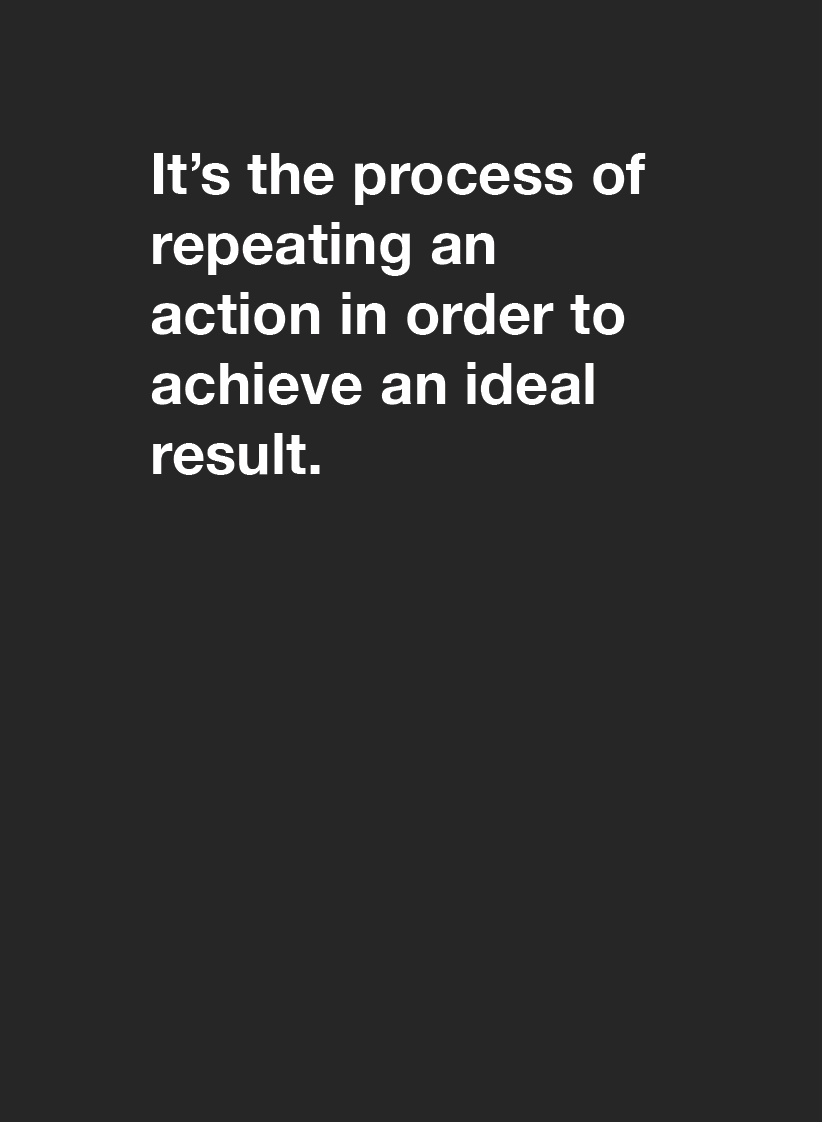 It’s the process of
repeating an
action in order to
achieve an ideal
result.